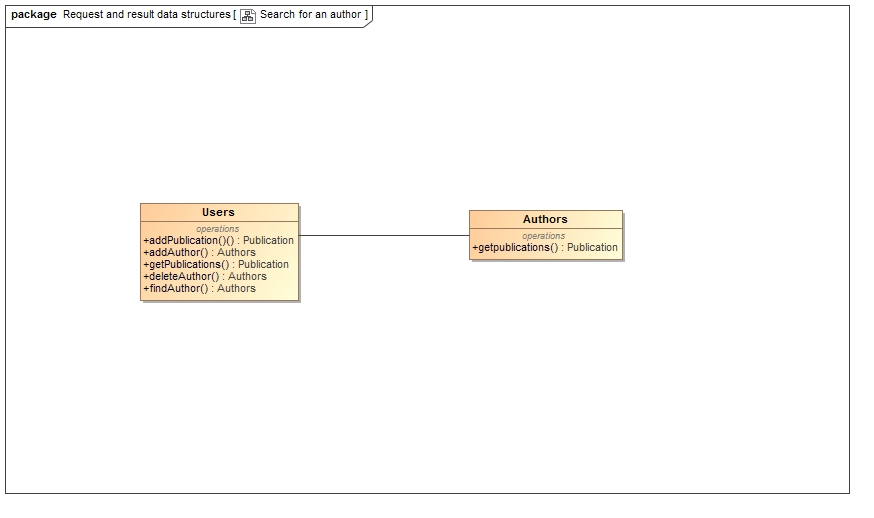 package Request and result data structures [ Search for an author ]
Users
operations
+addPublication()() : Publication
+addAuthor() : Authors
+getPublications() : Publication
+deleteAuthor() : Authors
+findAuthor() : Authors
Authors
operations
+getpublications() : Publication